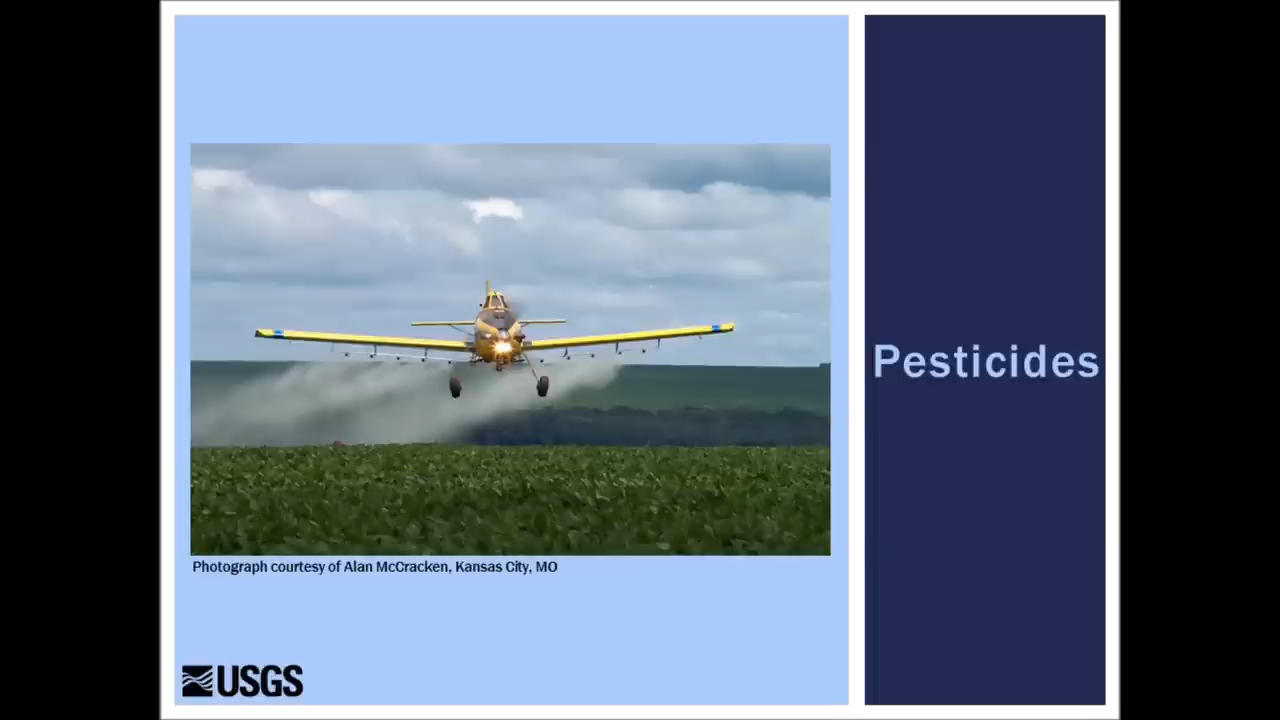 Pesticides
Photograph courtesy of Alan McCracken, Kansas City, MO
USGS